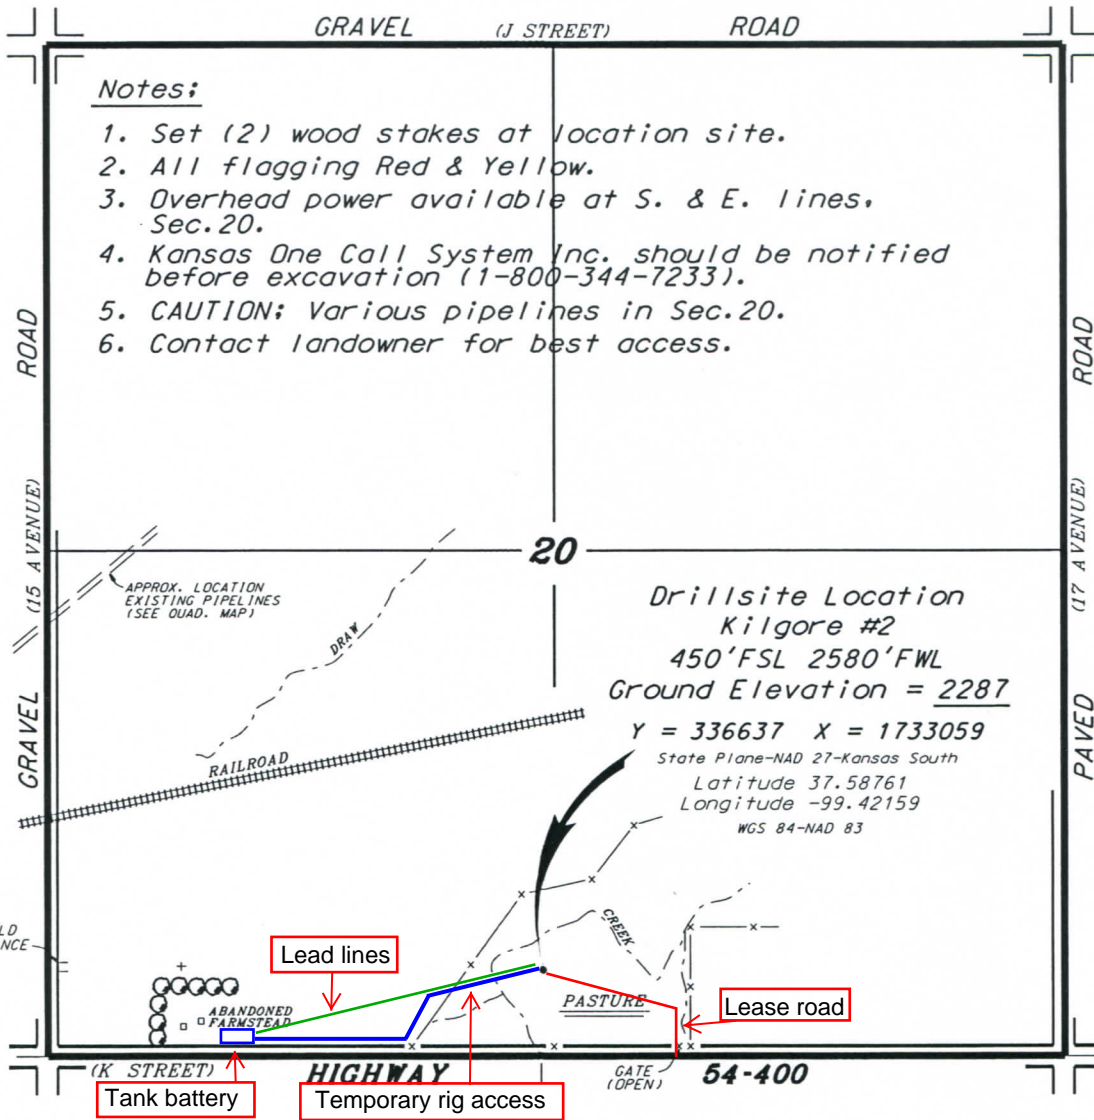 GRAVEL (J STREET) ROAD
Notes:
1. Set (2) wood stakes at location site.
2. All flagging Red & Yellow.
3. Overhead power available at S. & E. lines,
Sec.20.
4. Kansas One Call System Inc. should be notified
before excavation (1-800-344-7233).
5. CAUTION: Various pipelines in Sec.20.
6. Contact landowner for best access.
ROAD
(15 AVENUE)
GRAVEL
ROAD
(17 AVENUE)
PAVED
20
APPROX. LOCATION
EXISTING PIPELINES
(SEE QUAD. MAP)
DRAW
RAILROAD
Drillsite Location
Kilgore #2
450'FSL 2580'FWL
Ground Elevation = 2287
Y = 336637 X = 1733059
State Plane-NAD 27-Kansas South
Latitude 37.58761
Longitude -99.42159
WGS 84-NAD 83
LD
NCE
Lead lines
CREEK
ABANDONED
FARMSTEAD
PASTURE
Lease road
(K STREET) HIGHWAY 54-400
GATE
(OPEN)
Tank battery
Temporary rig access